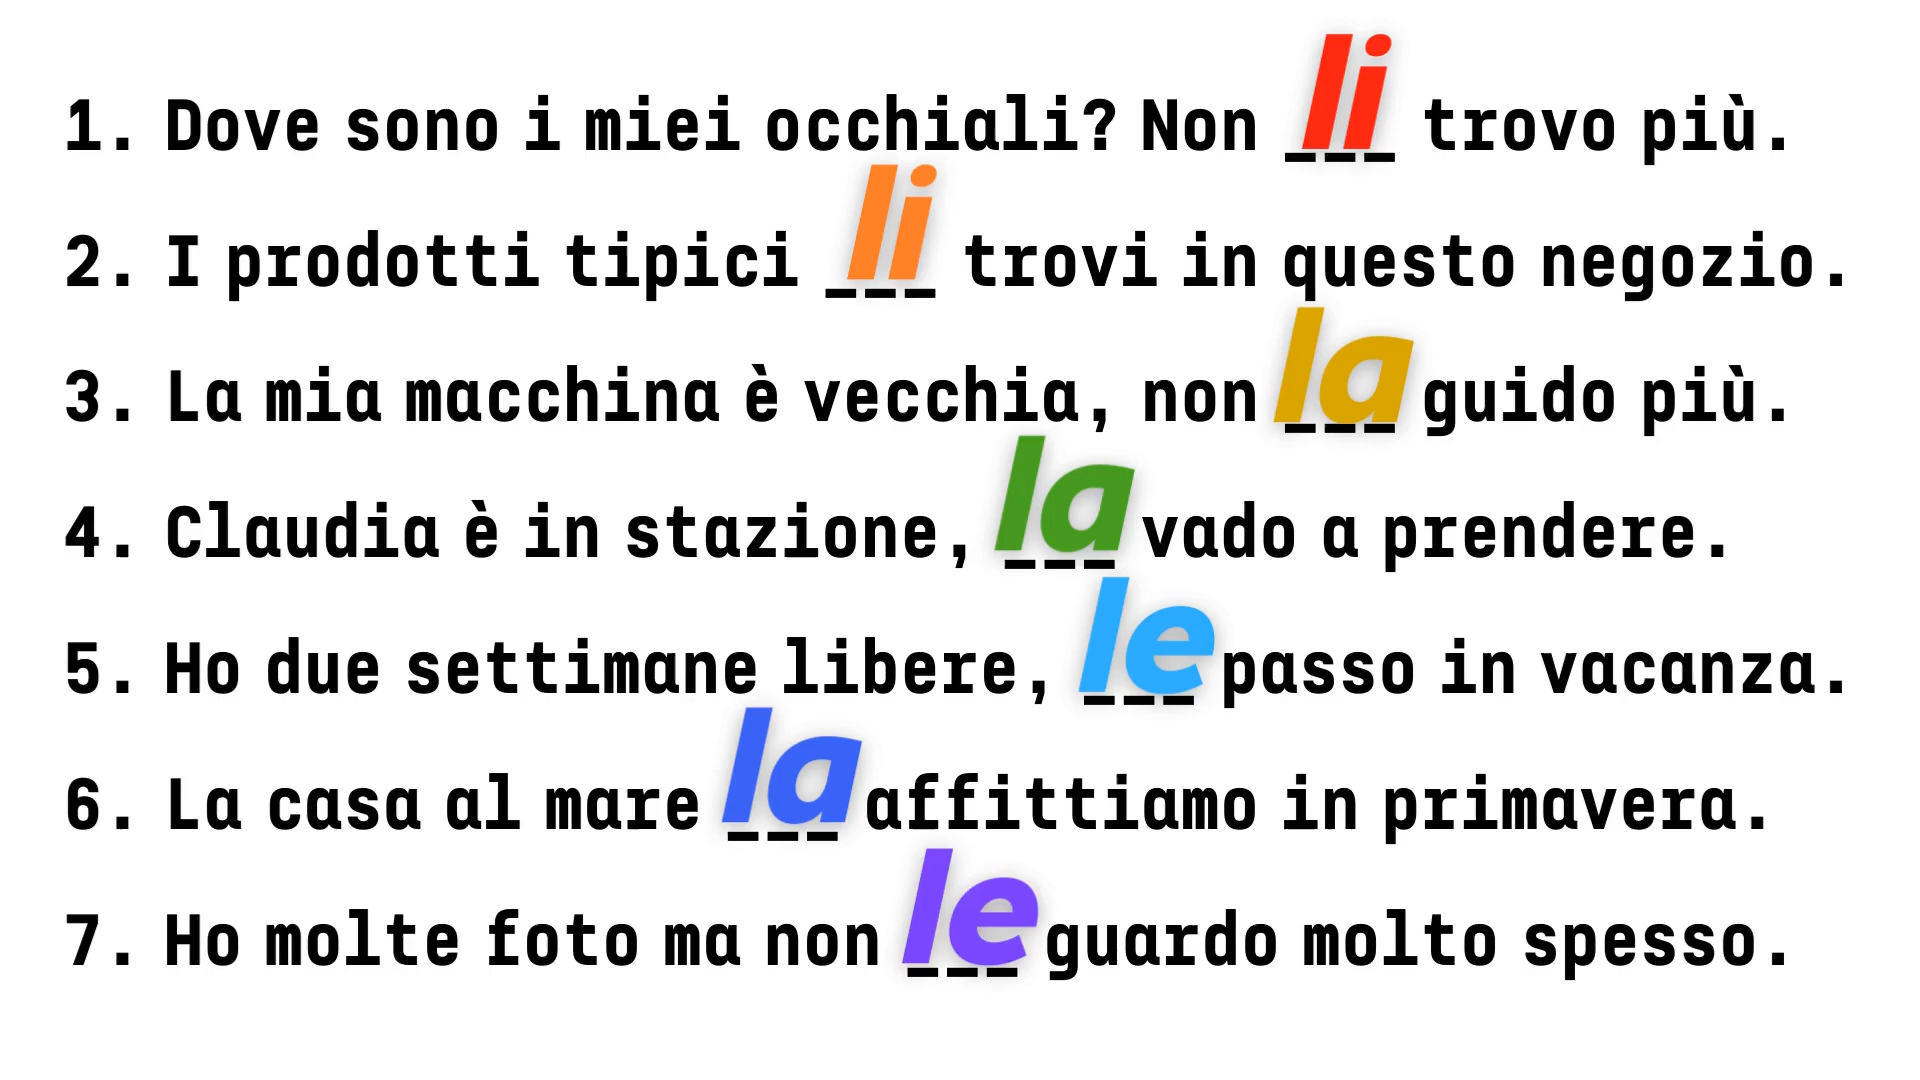 1. Dove sono i miei occhiali? Non li trovo più.
2. I prodotti tipici li trovi in questo negozio.
3. La mia macchina è vecchia, non la guido più.
4. Claudia è in stazione, la vado a prendere.
5. Ho due settimane libere, le passo in vacanza.
6. La casa al mare la affittiamo in primavera.
7. Ho molte foto ma non le guardo molto spesso.